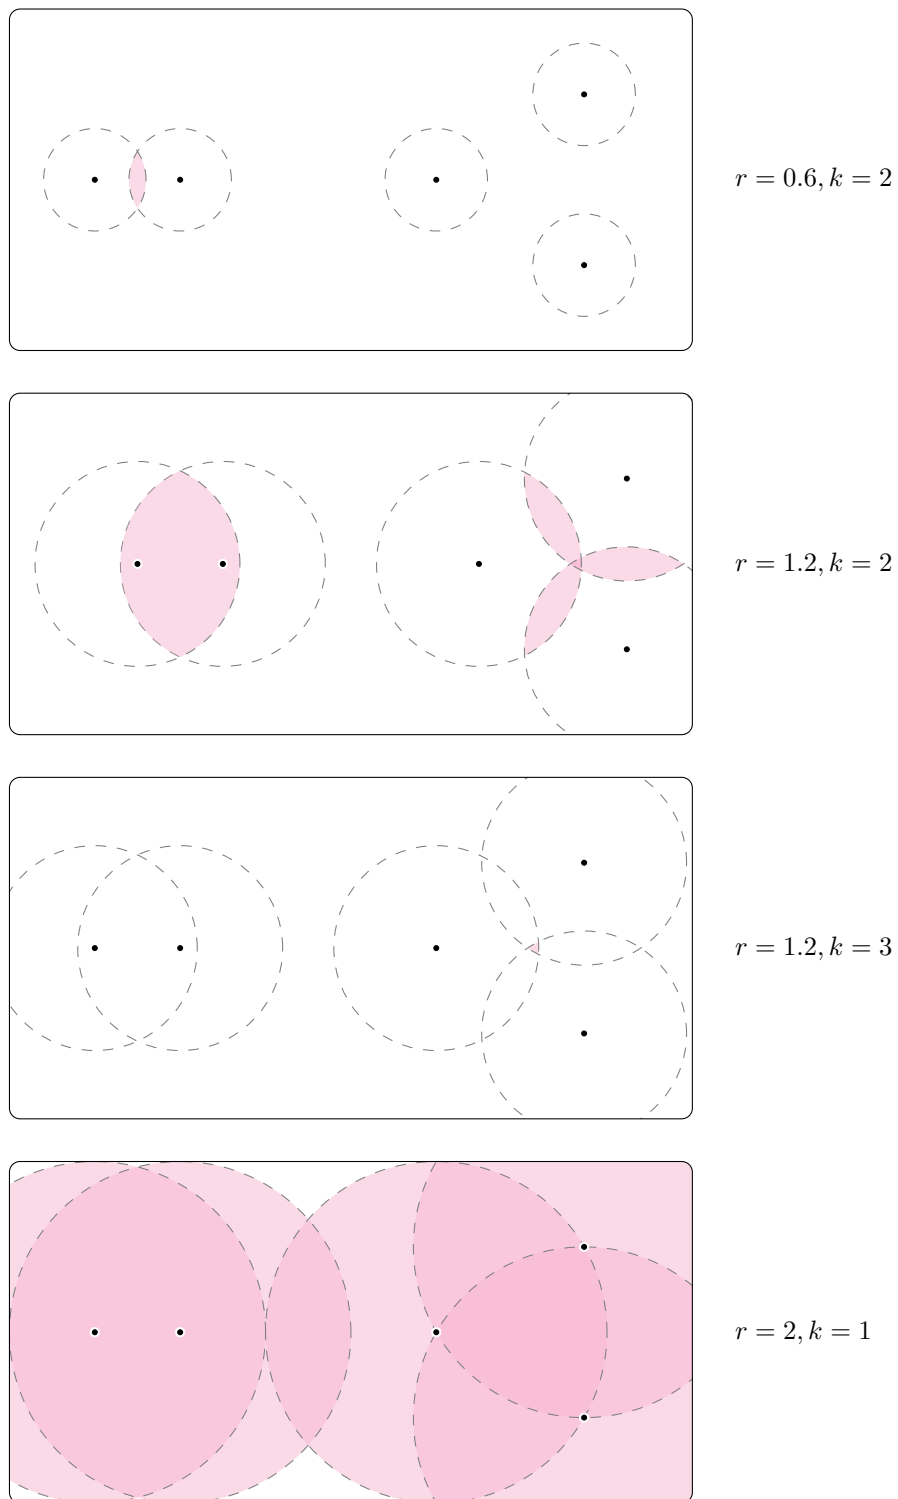 r = 0.6, k = 2
r = 1.2, k = 2
r = 1.2, k = 3
r = 2, k = 1